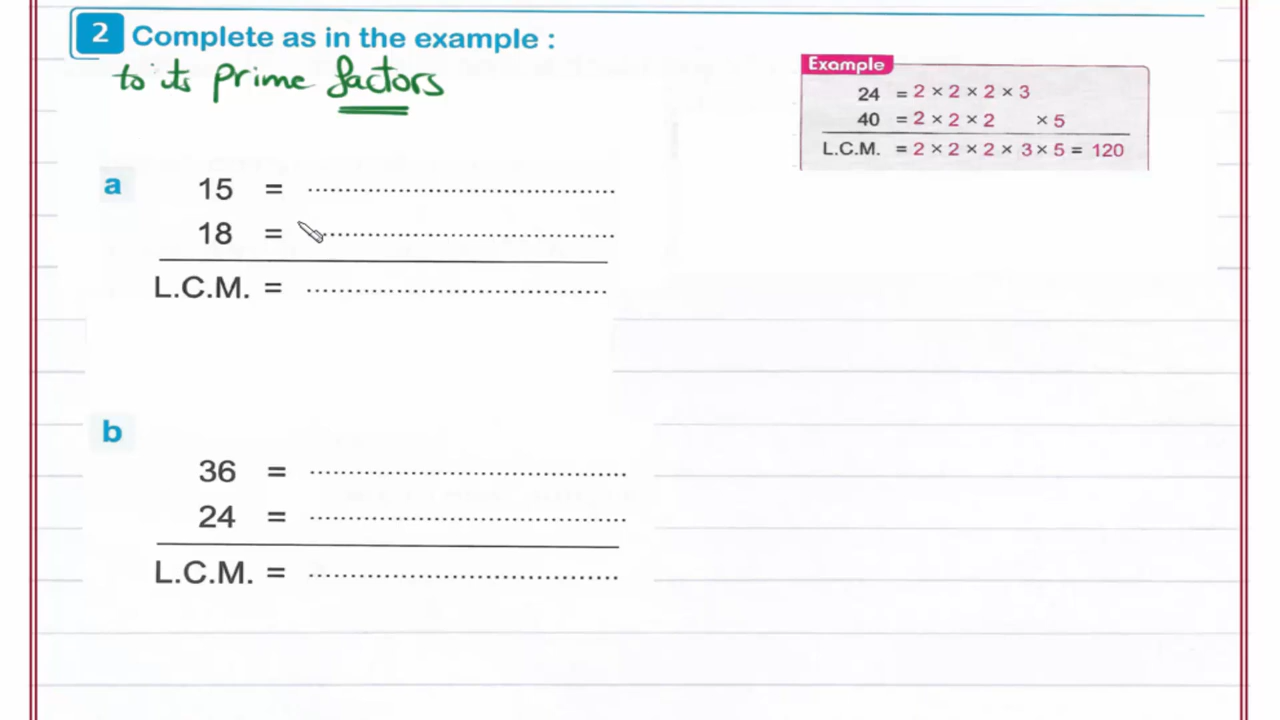 2 Complete as in the example :
to its prime factors
Example
24 = 2 × 2 × 2 × 3
40 = 2 × 2 × 2 × 5
L.C.M. = 2 × 2 × 2 × 3 × 5 = 120
a
15 = ........................................
18 = ........................................
L.C.M. = ........................................
b
36 = ........................................
24 = ........................................
L.C.M. = ........................................